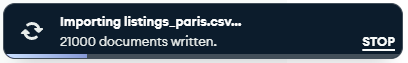 Importing listings_paris.csv...
21000 documents written.
STOP